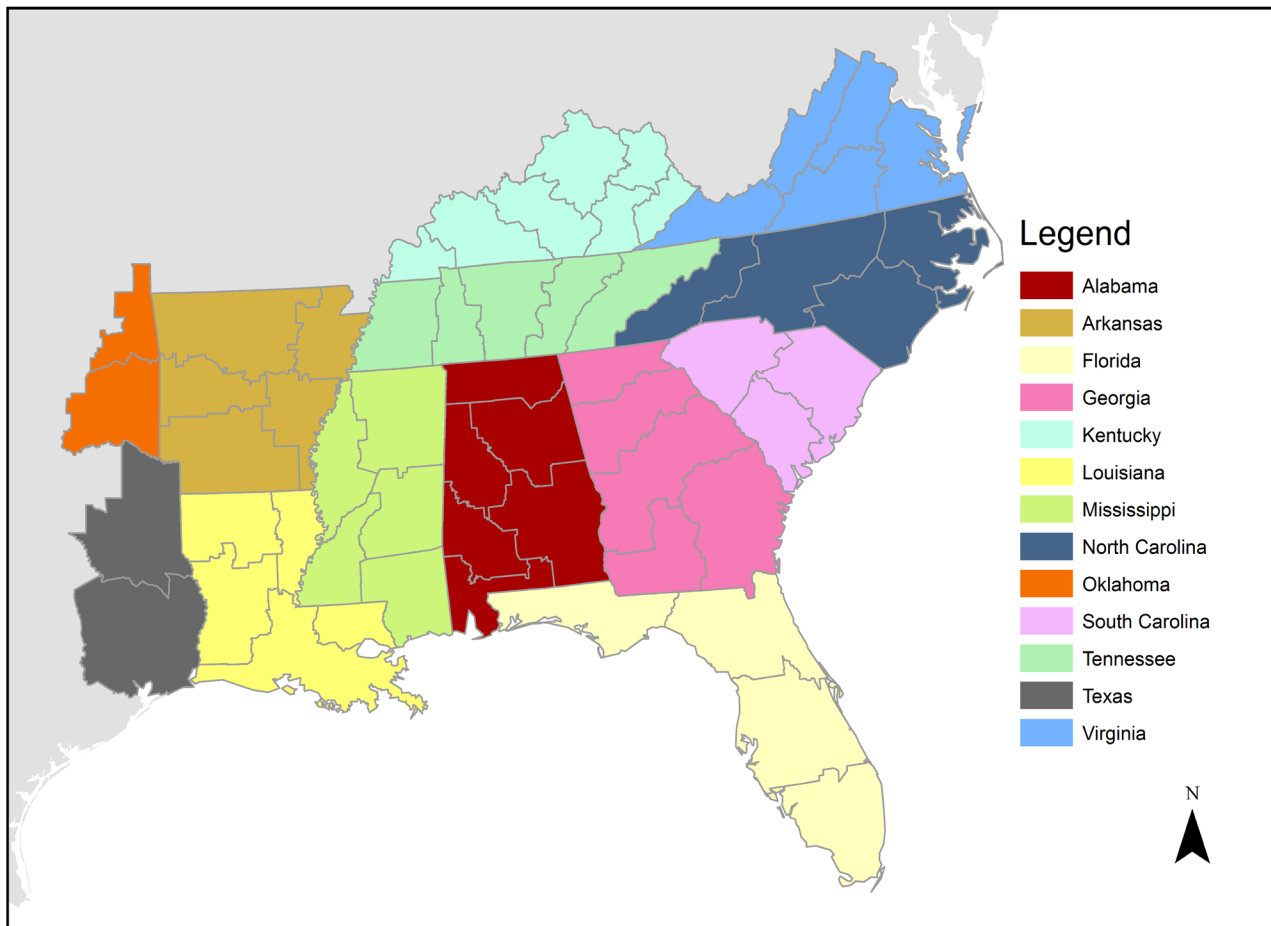 Legend
Alabama
Arkansas
Florida
Georgia
Kentucky
Louisiana
Mississippi
North Carolina
Oklahoma
South Carolina
Tennessee
Texas
Virginia
N